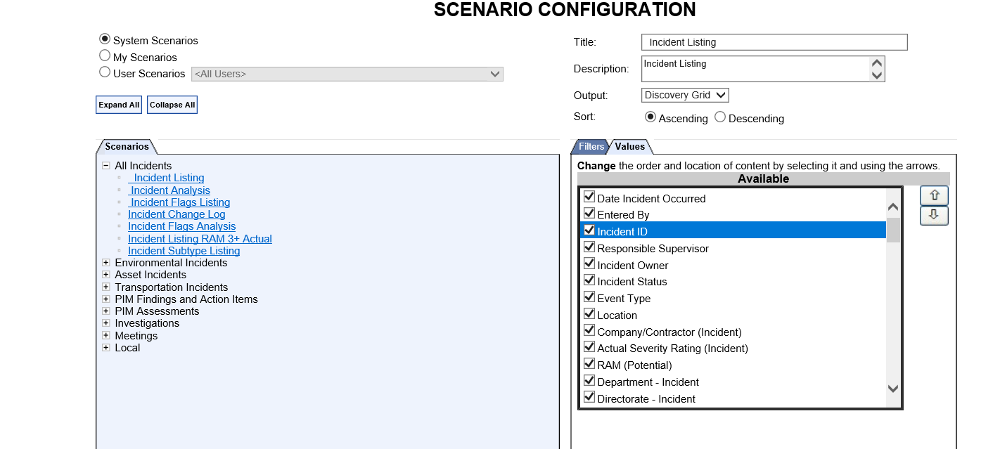 SCENARIO CONFIGURATION
System Scenarios
My Scenarios
User Scenarios <All Users>
Expand All Collapse All
Title: Incident Listing
Description: Incident Listing
Output: Discovery Grid
Sort: Ascending Descending
Scenarios
All Incidents
Incident Listing
Incident Analysis
Incident Flags Listing
Incident Change Log
Incident Flags Analysis
Incident Listing RAM 3+ Actual
Incident Subtype Listing
Environmental Incidents
Asset Incidents
Transportation Incidents
PIM Findings and Action Items
PIM Assessments
Investigations
Meetings
Local
Filters Values
Change the order and location of content by selecting it and using the arrows.
Available
Date Incident Occurred
Entered By
Incident ID
Responsible Supervisor
Incident Owner
Incident Status
Event Type
Location
Company/Contractor (Incident)
Actual Severity Rating (Incident)
RAM (Potential)
Department - Incident
Directorate - Incident